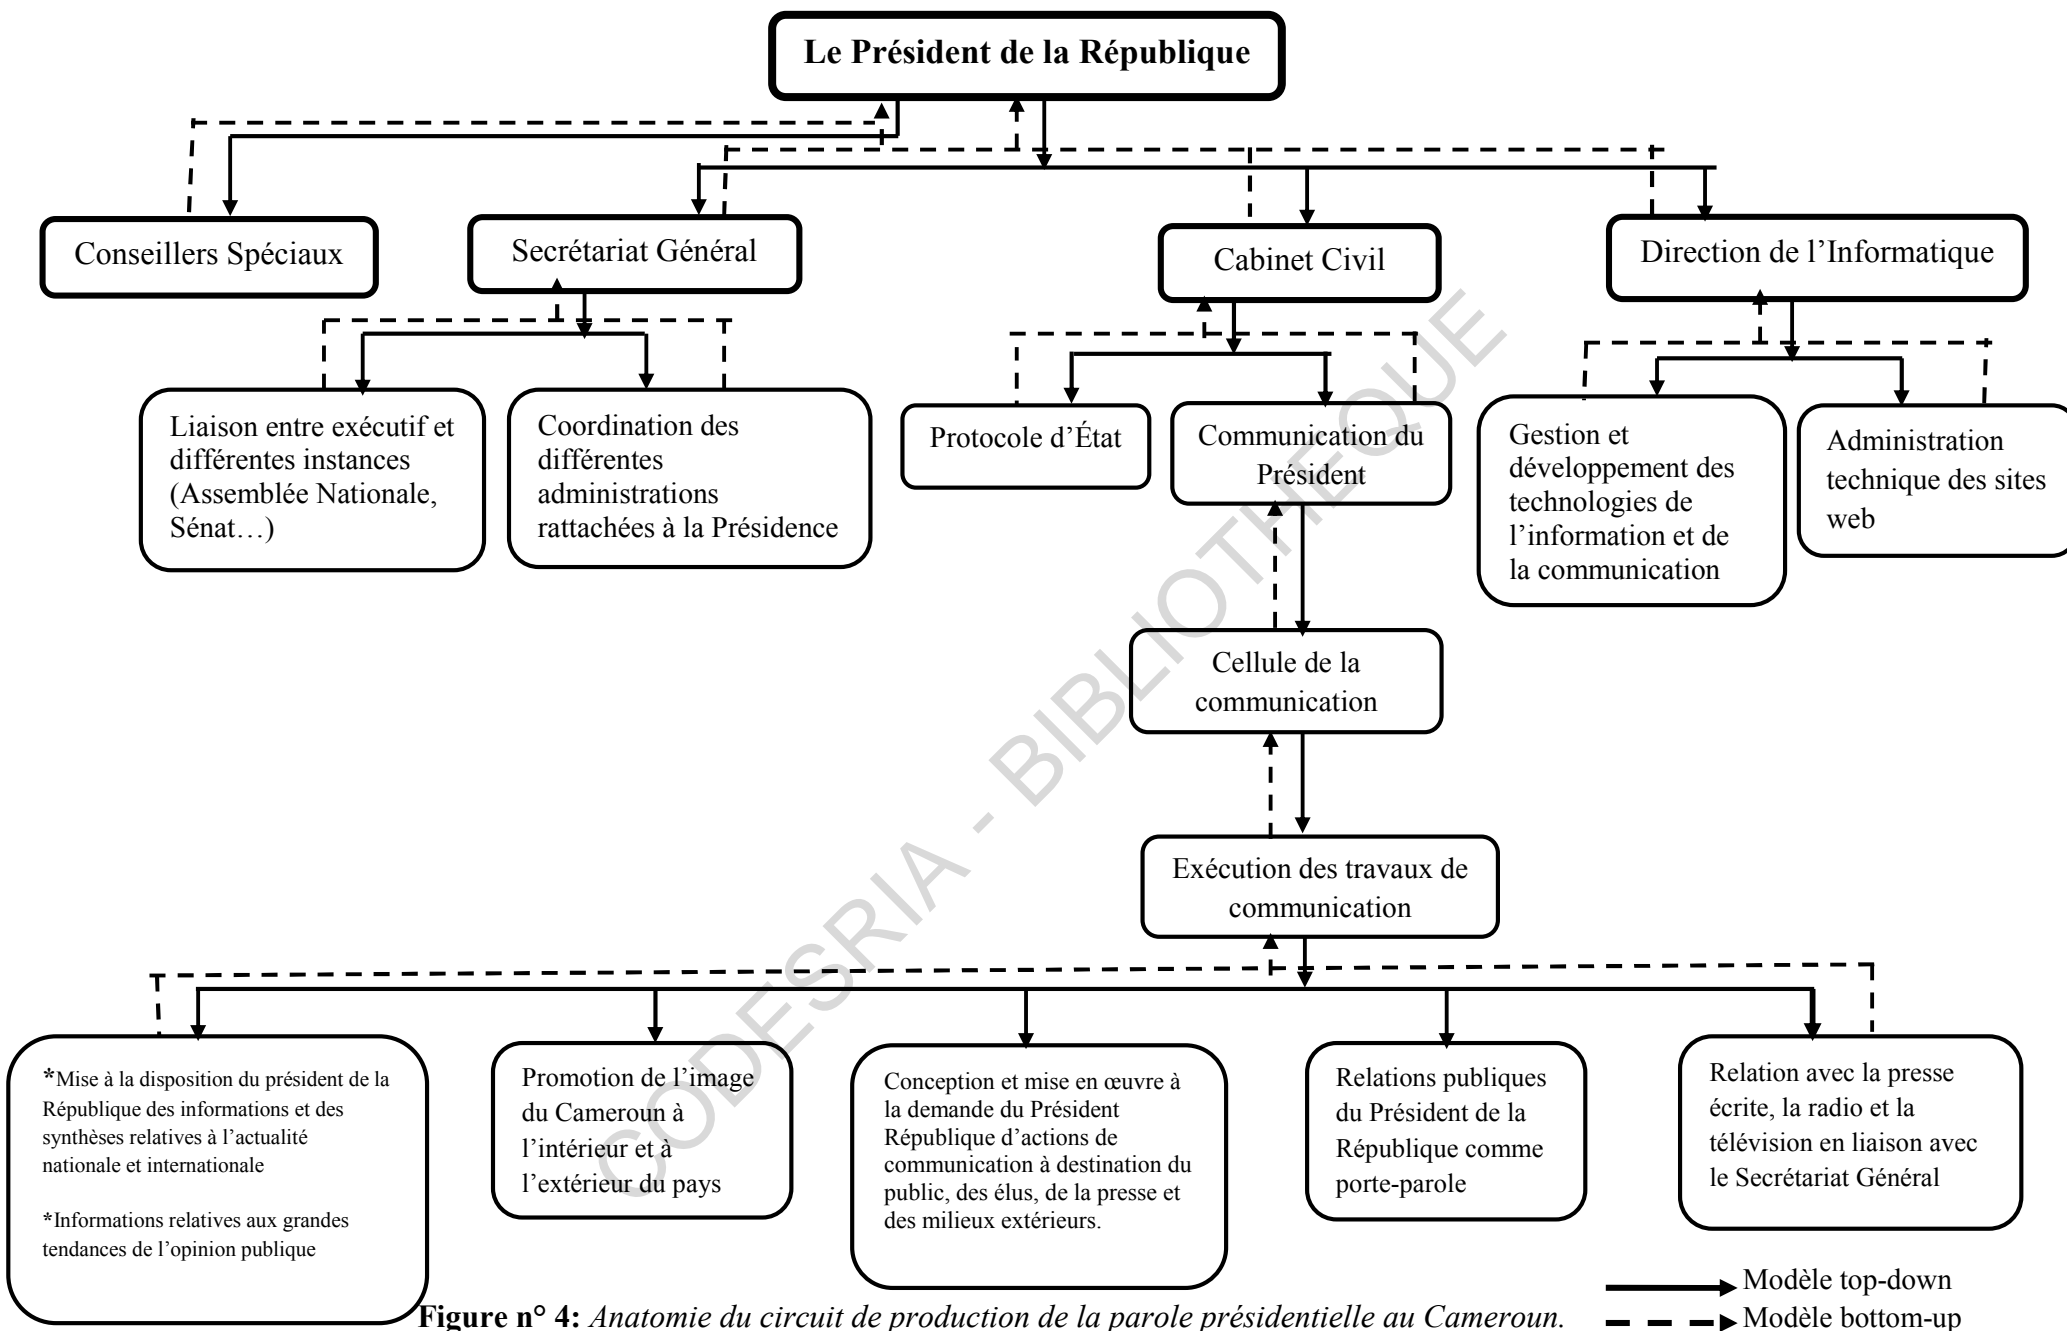 Le Président de la République
Conseillers Spéciaux
Secrétariat Général
Cabinet Civil
Direction de l’Informatique
Liaison entre exécutif et
différentes instances
(Assemblée Nationale,
Sénat…)
Coordination des
différentes
administrations
rattachées à la Présidence
Protocole d’État
Communication du
Président
Gestion et
développement des
technologies de
l’information et de
la communication
Administration
technique des sites
web
Cellule de la
communication
Exécution des travaux de
communication
*Mise à la disposition du président de la
République des informations et des
synthèses relatives à l’actualité
nationale et internationale
*Informations relatives aux grandes
tendances de l’opinion publique
Promotion de l’image
du Cameroun à
l’intérieur et à
l’extérieur du pays
Conception et mise en œuvre à
la demande du Président
République d’actions de
communication à destination du
public, des élus, de la presse et
des milieux extérieurs.
Relations publiques
du Président de la
République comme
porte-parole
Relation avec la presse
écrite, la radio et la
télévision en liaison avec
le Secrétariat Général
Modèle top-down
Modèle bottom-up
Figure n° 4: Anatomie du circuit de production de la parole présidentielle au Cameroun.
CODESRIA - BIBLIOTHEQUE